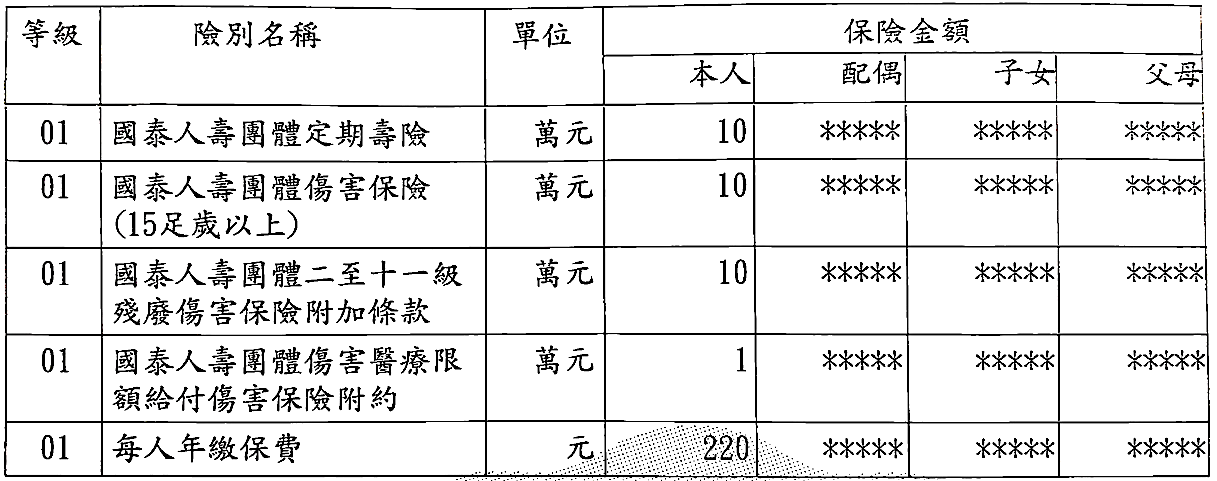 等級 險別名稱 單位 保險金額
本人 配偶 子女 父母
01 國泰人壽團體定期壽險 萬元 10 ***** ***** *****
01 國泰人壽團體傷害保險 萬元 10 ***** ***** *****
(15足歲以上)
01 國泰人壽團體二至十一級 萬元 10 ***** ***** *****
殘廢傷害保險附加條款
01 國泰人壽團體傷害醫療限 萬元 1 ***** ***** *****
額給付傷害保險附約
01 每人年繳保費 元 220 ***** ***** *****